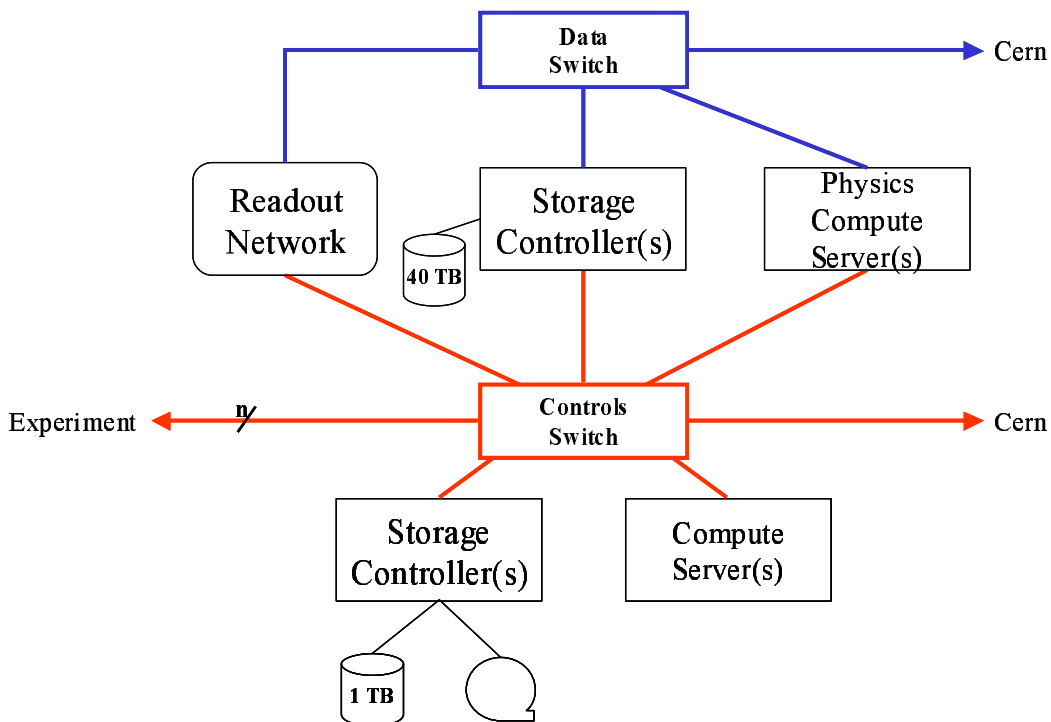 Data
Switch
Cern
Readout
Network
Storage
Controller(s)
40 TB
Physics
Compute
Server(s)
Experiment
n
Controls
Switch
Cern
Storage
Controller(s)
Compute
Server(s)
1 TB